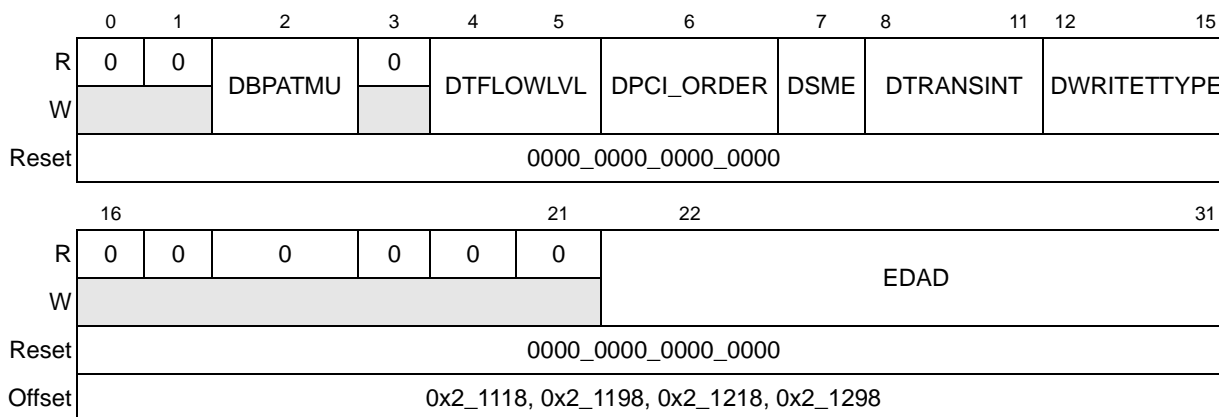 0 1 2 3 4 5 6 7 8 11 12 15
R 0 0 DBPATMU 0 DTFLOWLVL DPCI_ORDER DSME DTRANSINT DWRITETTYPE
W
Reset 0000_0000_0000_0000
16 21 22 31
R 0 0 0 0 0 0 EDAD
W
Reset 0000_0000_0000_0000
Offset 0x2_1118, 0x2_1198, 0x2_1218, 0x2_1298